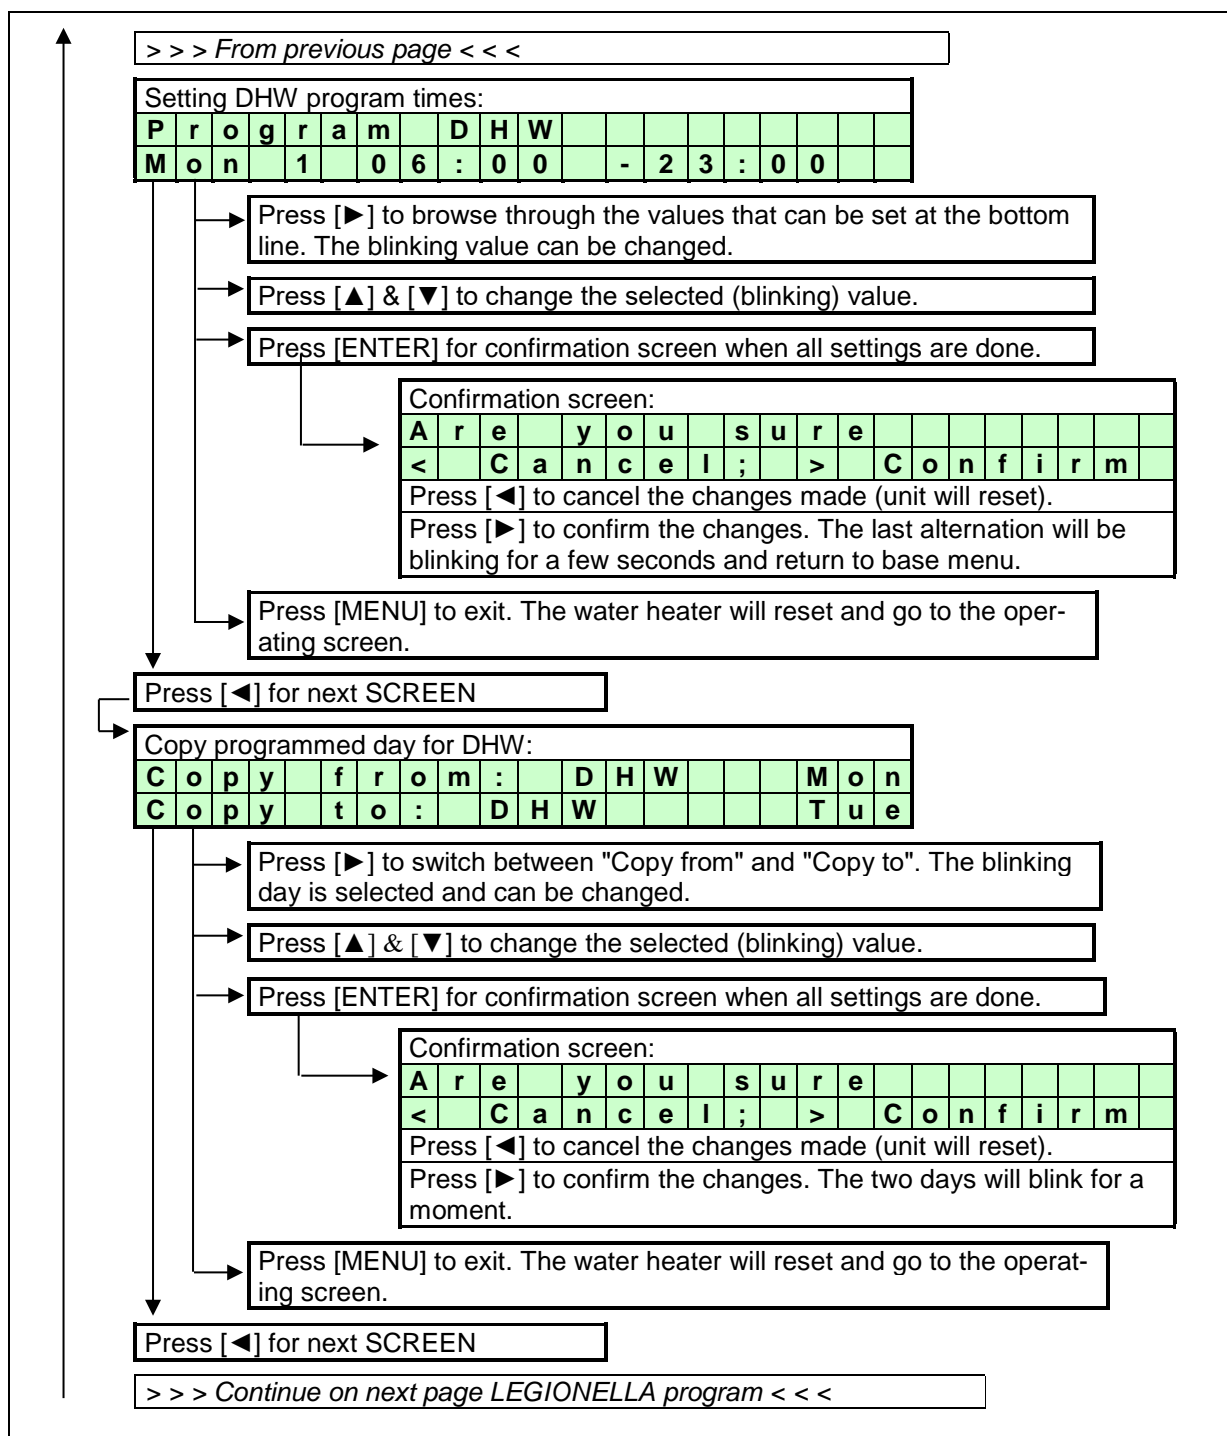 > > > From previous page < < <
Setting DHW program times:
Program DHW
Mon 1 06:00 -23:00
Press [►] to browse through the values that can be set at the bottom
line. The blinking value can be changed.
Press [▲] & [▼] to change the selected (blinking) value.
Press [ENTER] for confirmation screen when all settings are done.
Confirmation screen:
Are you sure
< Cancel; > Confirm
Press [◄] to cancel the changes made (unit will reset).
Press [►] to confirm the changes. The last alternation will be
blinking for a few seconds and return to base menu.
Press [MENU] to exit. The water heater will reset and go to the oper-
ating screen.
Press [◄] for next SCREEN
Copy programmed day for DHW:
Copy from: DHW Mon
Copy to: DHW Tue
Press [►] to switch between "Copy from" and "Copy to". The blinking
day is selected and can be changed.
Press [▲] & [▼] to change the selected (blinking) value.
Press [ENTER] for confirmation screen when all settings are done.
Confirmation screen:
Are you sure
< Cancel; > Confirm
Press [◄] to cancel the changes made (unit will reset).
Press [►] to confirm the changes. The two days will blink for a
moment.
Press [MENU] to exit. The water heater will reset and go to the operat-
ing screen.
Press [◄] for next SCREEN
> > > Continue on next page LEGIONELLA program < < <